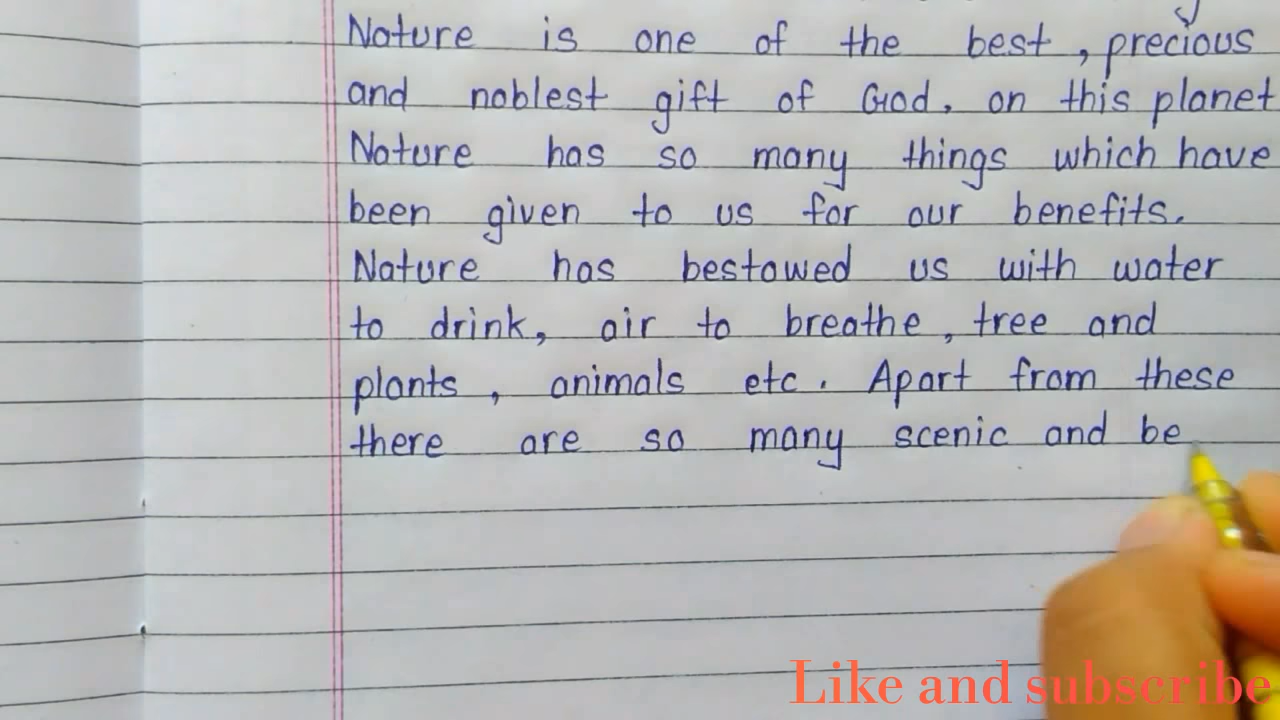 Nature is one of the best, precious
and noblest gift of God. on this planet
Nature has so many things which have
been given to us for our benefits.
Nature has bestowed us with water
to drink, air to breathe, tree and
plants, animals etc. Apart from these
there are so many scenic and be
Like and subscribe